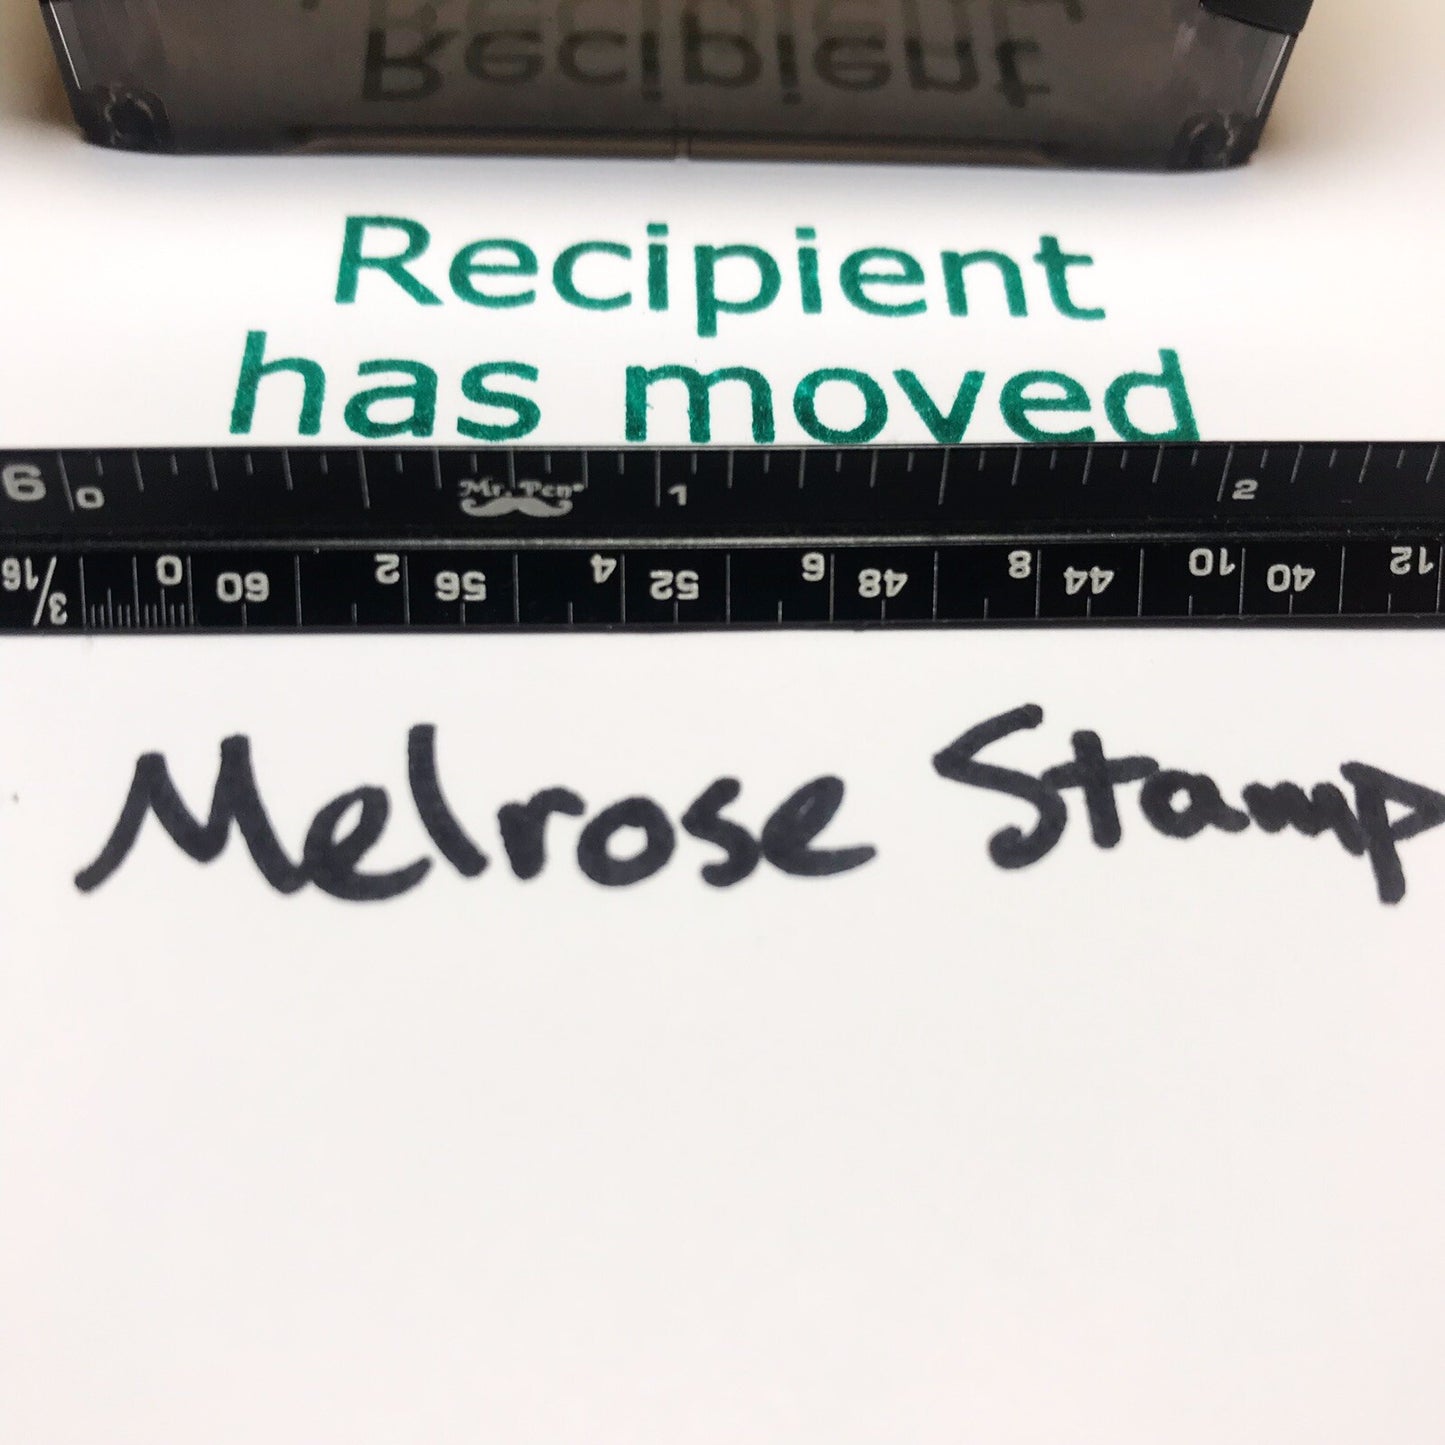 Recipient
Recipient
has moved
16 0 1 2
Mr. Pen®
3/16 0 60 2 56 4 52 6 48 8 44 10 40 12
Melrose Stamp